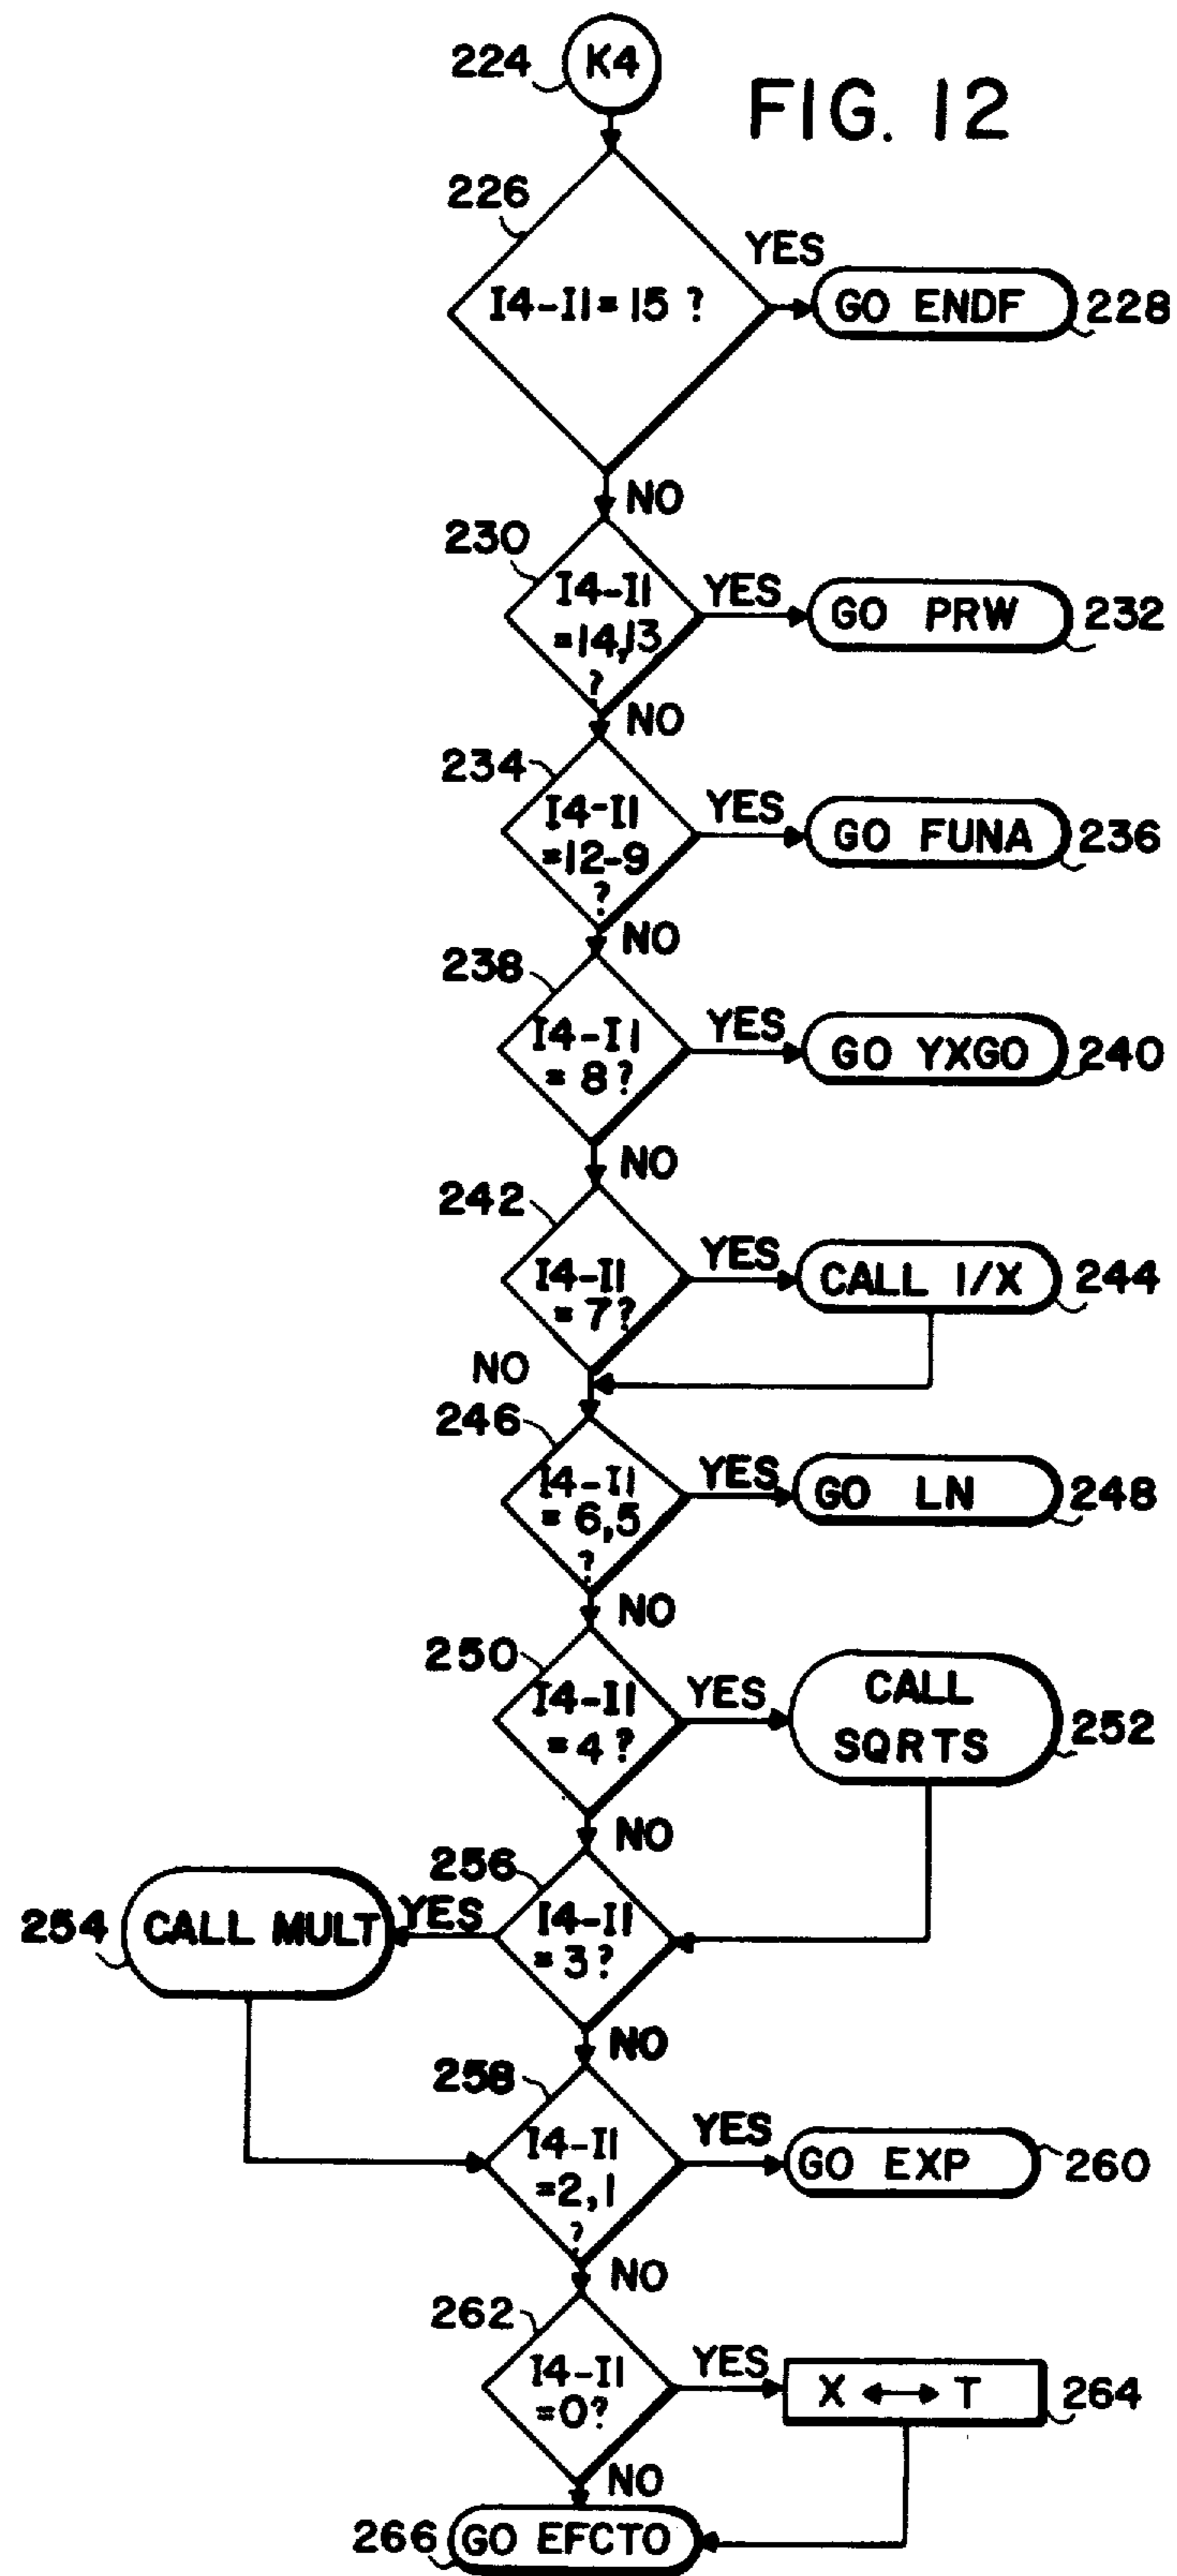 224 K4
FIG. 12
226
YES
I4-I1=15 ?
GO ENDF 228
NO
230
I4-I1
=14,13
?
YES
GO PRW 232
NO
234
I4-I1
=12-9
?
YES
GO FUNA 236
NO
238
I4-I1
= 8?
YES
GO YXGO 240
NO
242
I4-I1
= 7?
YES
CALL 1/X 244
NO
246
I4-I1
= 6,5
?
YES
GO LN 248
NO
250
I4-I1
= 4?
YES
CALL
SQRTS
252
NO
256
I4-I1
= 3?
YES
254 CALL MULT
NO
258
I4-I1
=2,1
?
YES
GO EXP 260
NO
262
I4-I1
=0?
YES
X ↔ T 264
NO
266 GO EFCTO